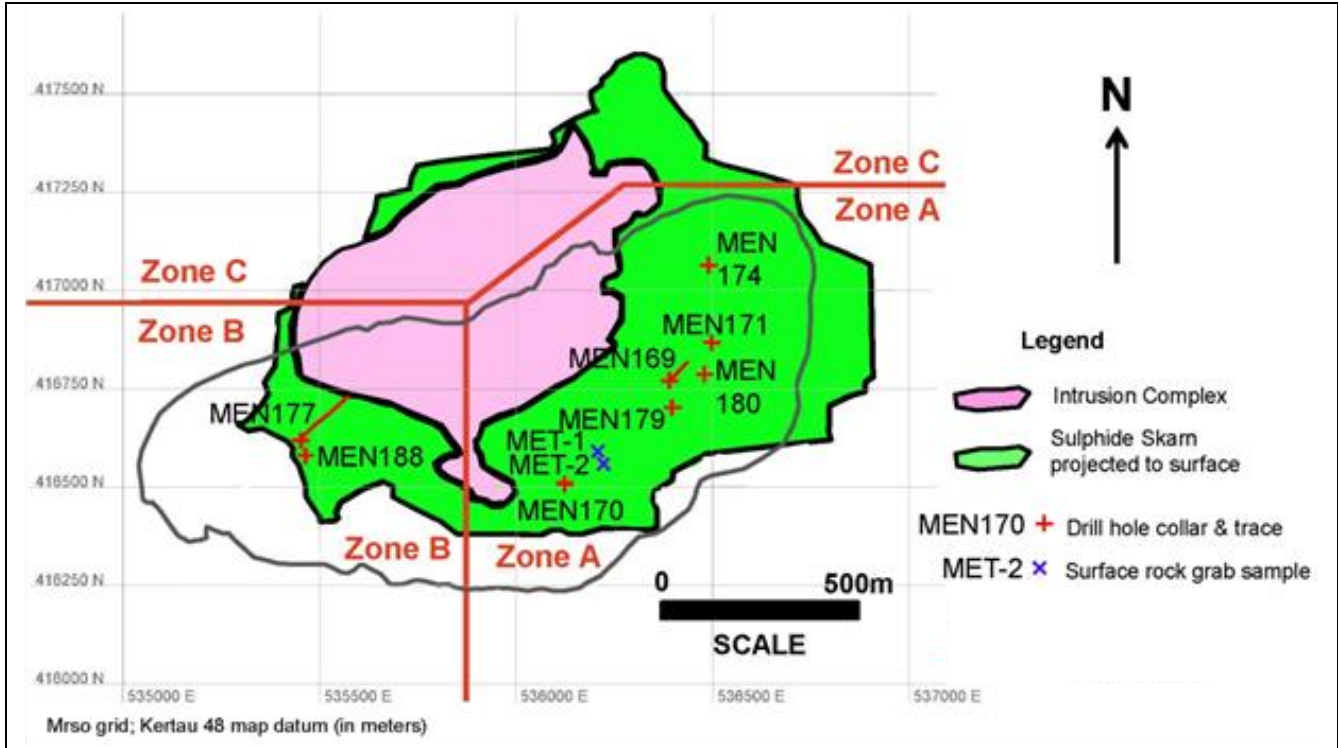 417500 N
N
Zone C
417250 N
Zone A
MEN
174
Zone C
417000 N
Zone B
MEN171
Legend
MEN169
416750 N
MEN
180
Intrusion Complex
MEN177
MEN179
MET-1
Sulphide Skarn
projected to surface
MEN188
MET-2
416500 N
MEN170
MEN170 Drill hole collar & trace
Zone B
Zone A
MET-2 Surface rock grab sample
416250 N
0 500m
SCALE
416000 N
535000 E 535500 E 536000 E 536500 E 537000 E
Mrso grid; Kertau 48 map datum (in meters)